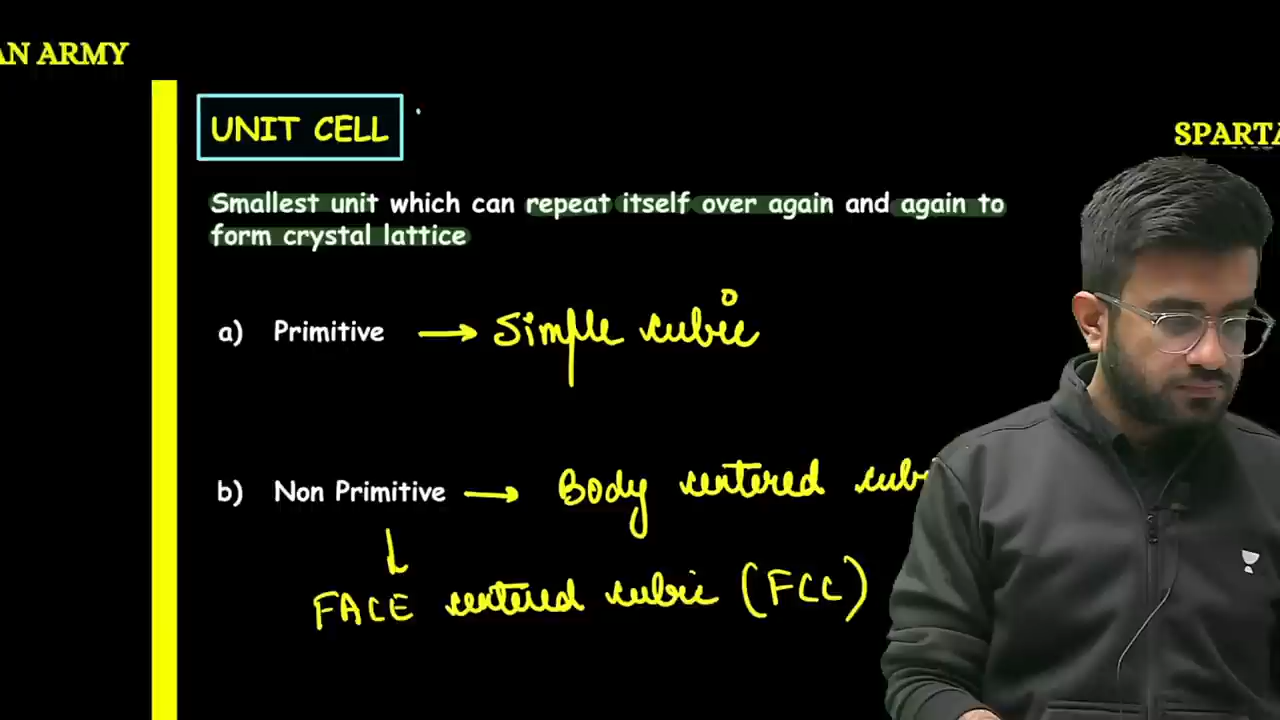 AN ARMY
UNIT CELL
SPARTA
Smallest unit which can repeat itself over again and again to
form crystal lattice
a) Primitive → Simple cubic
b) Non Primitive → Body centered cub
FACE centered cubic (FCC)